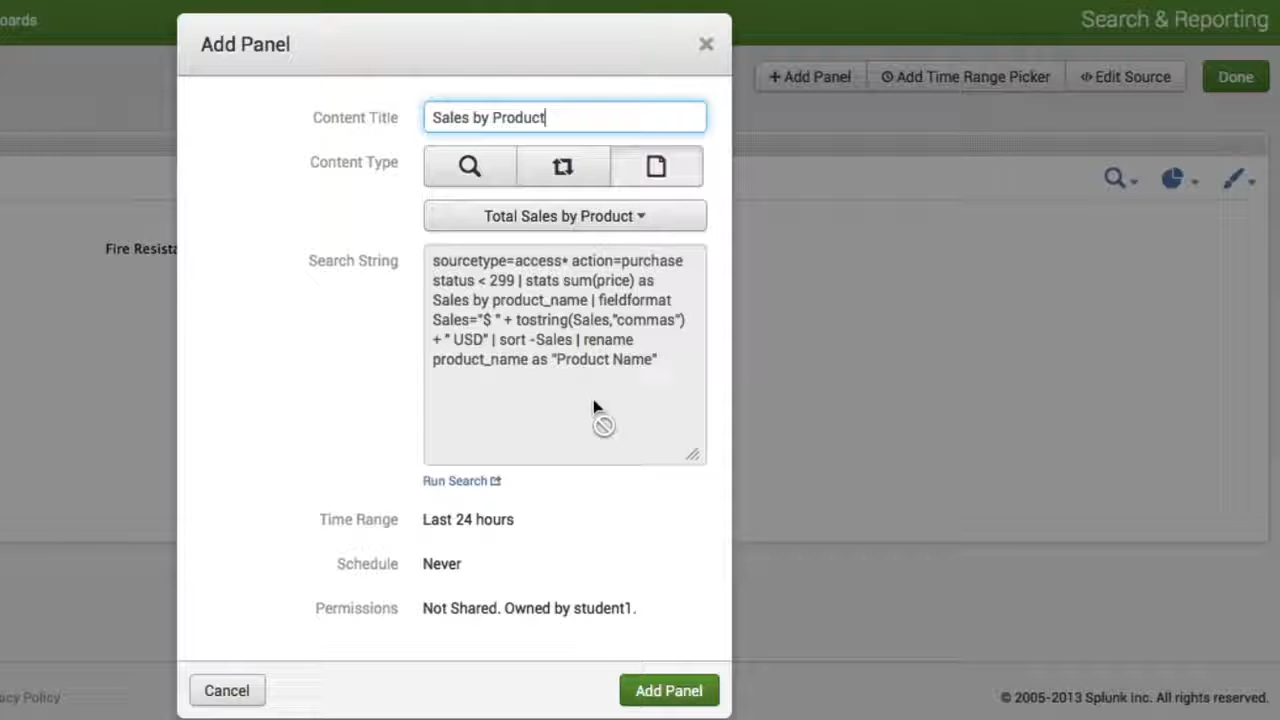 oards
Search & Reporting
Add Panel
+ Add Panel
Add Time Range Picker
Edit Source
Done
Content Title
Sales by Product
Content Type
Total Sales by Product
Fire Resista
Search String
sourcetype=access* action=purchase
status < 299 | stats sum(price) as
Sales by product_name | fieldformat
Sales="$ " + tostring(Sales,"commas")
+ " USD" | sort -Sales | rename
product_name as "Product Name"
Run Search
Time Range
Last 24 hours
Schedule
Never
Permissions
Not Shared. Owned by student1.
Cancel
Add Panel
acy Policy
© 2005-2013 Splunk Inc. All rights reserved.